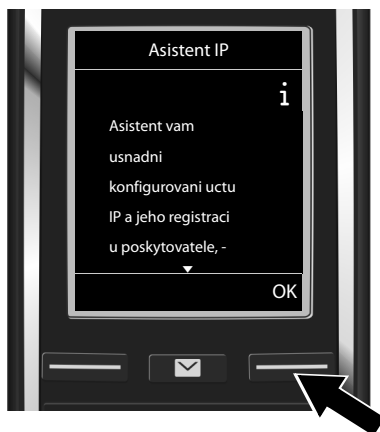 Asistent IP
i
Asistent vam
usnadni
konfigurovani uctu
IP a jeho registraci
u poskytovatele, -
OK